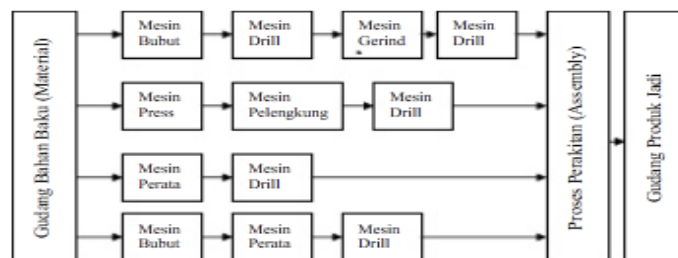 Gudang Bahan Baku (Material)
Mesin
Bubut
Mesin
Drill
Mesin
Gerind
Mesin
Drill
Mesin
Press
Mesin
Pelengkung
Mesin
Drill
Mesin
Perata
Mesin
Drill
Mesin
Bubut
Mesin
Perata
Mesin
Drill
Proses Perakitan (Assembly)
Gudang Produk Jadi